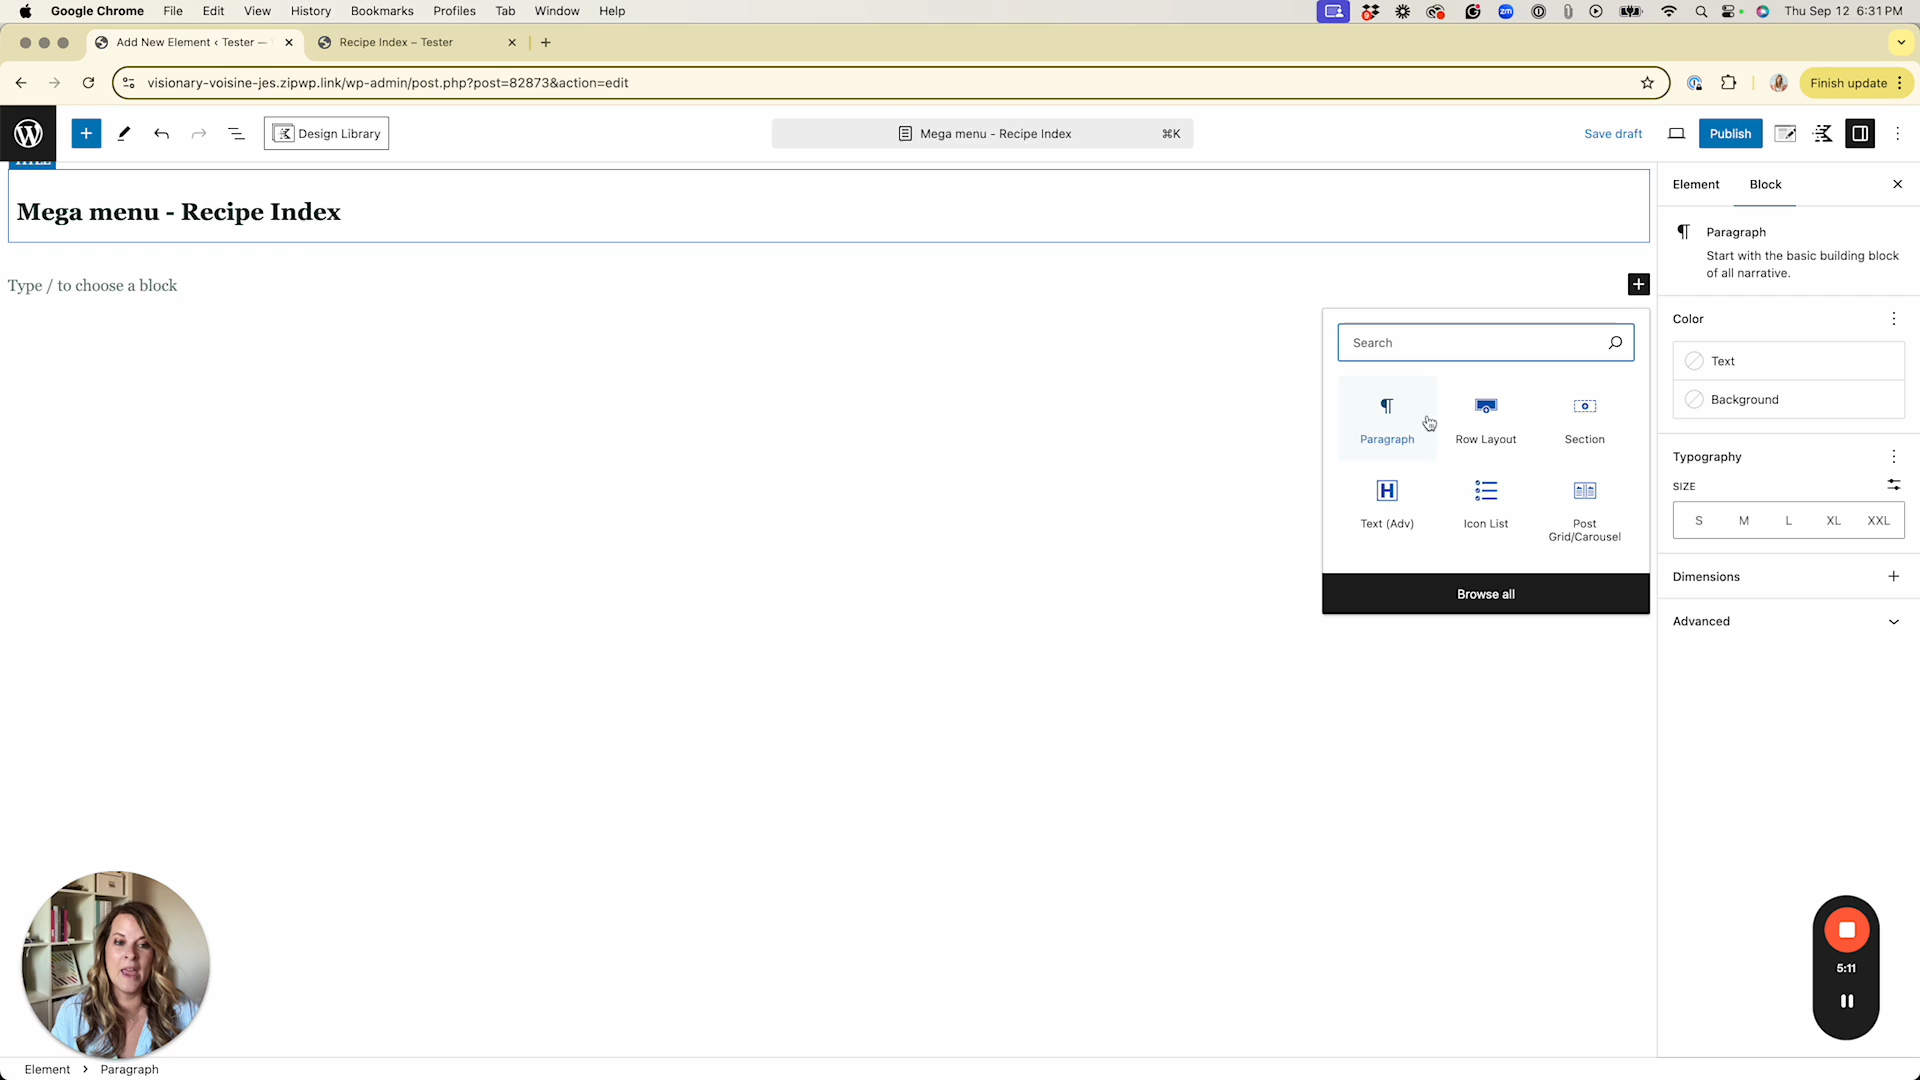 Google Chrome File Edit View History Bookmarks Profiles Tab Window Help
zm
Thu Sep 12 6:31 PM
Add New Element ‹ Tester —
Recipe Index – Tester
visionary-voisine-jes.zipwp.link/wp-admin/post.php?post=82873&action=edit
Finish update
Design Library
Mega menu - Recipe Index ⌘K
Save draft
Publish
TITLE
Mega menu - Recipe Index
Type / to choose a block
Search
Paragraph
Row Layout
Section
Text (Adv)
Icon List
Post
Grid/Carousel
Browse all
Element
Block
Paragraph
Start with the basic building block
of all narrative.
Color
Text
Background
Typography
SIZE
S M L XL XXL
Dimensions
Advanced
5:11
Element › Paragraph